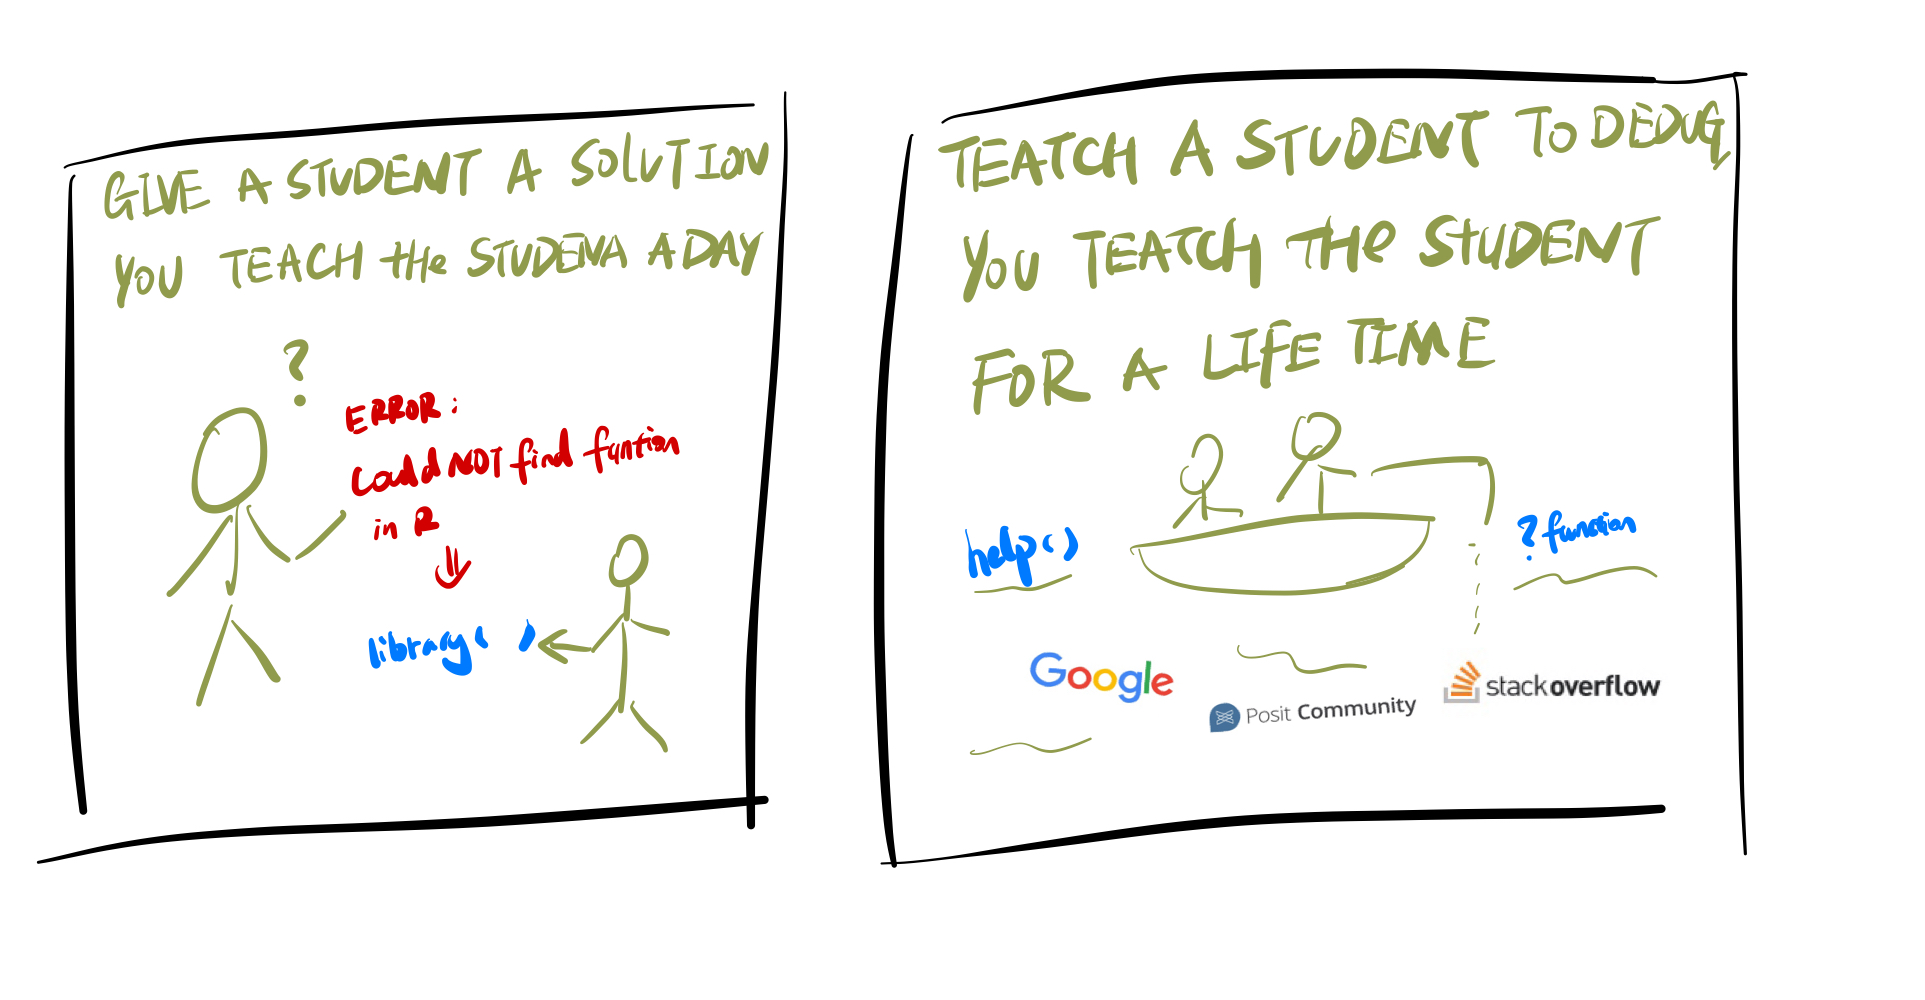 GIVE A STUDENT A SOLUTION
YOU TEACH the STUDENA A DAY
?
ERROR:
Could NOT find funtion
in R
library( )
TEATCH A STUDENT TO DEDUG
YOU TEATCH THE STUDENT
FOR A LIFE TIME
help()
? function
Google
Posit Community
stackoverflow